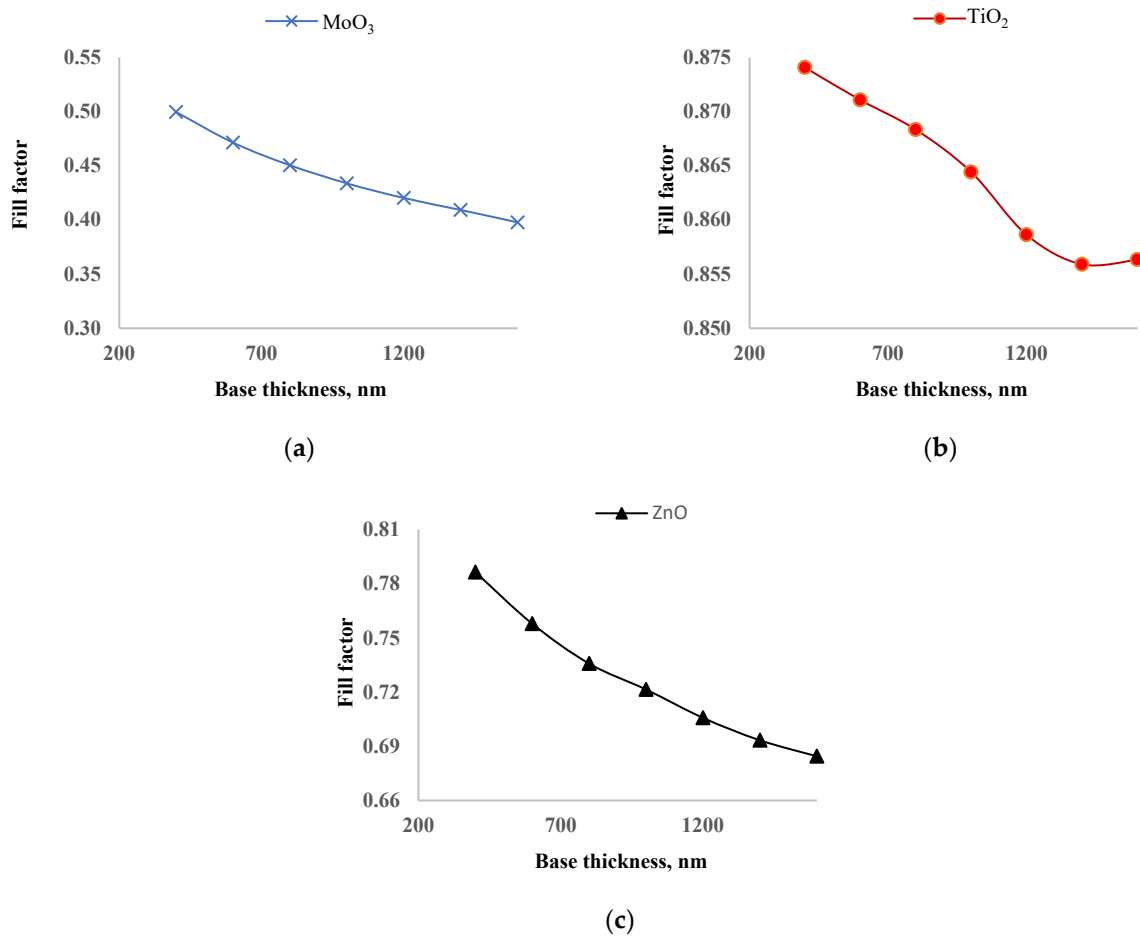 MoO₃
0.55
0.50
0.45
0.40
0.35
0.30
Fill factor
200 700 1200
Base thickness, nm
(a)
TiO₂
0.875
0.870
0.865
0.860
0.855
0.850
Fill factor
200 700 1200
Base thickness, nm
(b)
ZnO
0.81
0.78
0.75
0.72
0.69
0.66
Fill factor
200 700 1200
Base thickness, nm
(c)